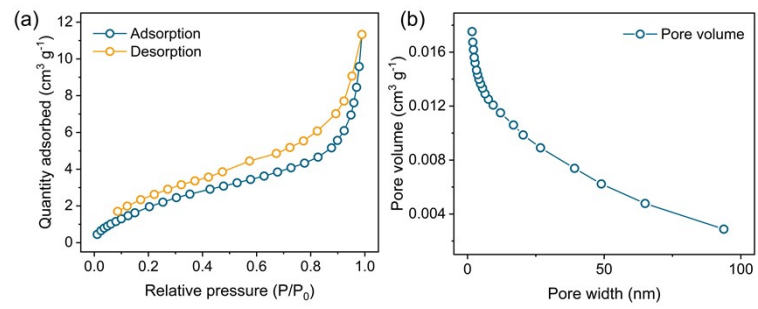 (a)
Adsorption
Desorption
12
10
8
6
4
2
0
Quantity adsorbed (cm³ g⁻¹)
0.0 0.2 0.4 0.6 0.8 1.0
Relative pressure (P/P₀)
(b)
Pore volume
0.016
0.012
0.008
0.004
Pore volume (cm³ g⁻¹)
0 50 100
Pore width (nm)